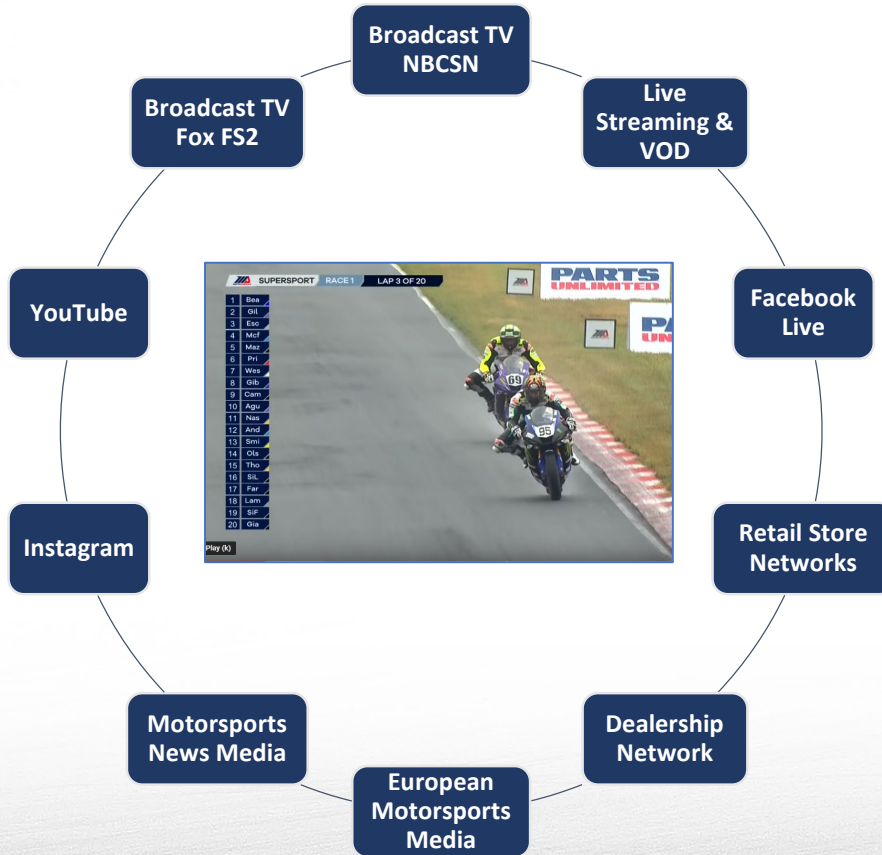 Broadcast TV
NBCSN
Broadcast TV
Fox FS2
Live
Streaming &
VOD
YouTube
Facebook
Live
SUPERSPORT RACE 1 LAP 3 OF 20
1 Bea
2 Gil
3 Esc
4 Mcf
5 Maz
6 Pri
7 Wes
8 Gib
9 Cam
10 Agu
11 Nas
12 And
13 Smi
14 Ols
15 Tho
16 SiL
17 Far
18 Lam
19 SiF
20 Gia
PARTS
UNLIMITED
69
95
Play (k)
Instagram
Retail Store
Networks
Motorsports
News Media
Dealership
Network
European
Motorsports
Media